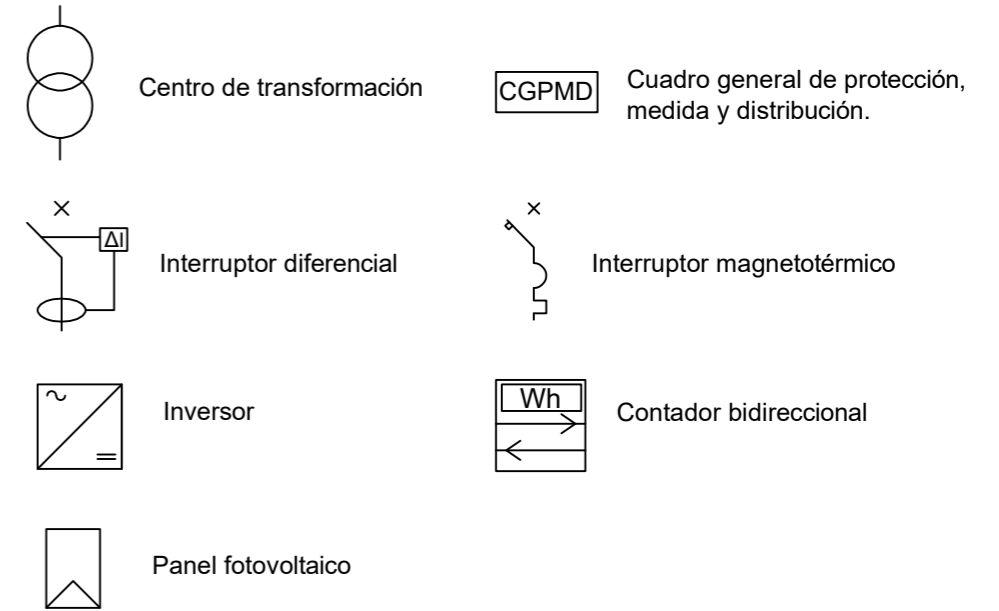 Centro de transformación
CGPMD
Cuadro general de protección,
medida y distribución.
ΔI
Interruptor diferencial
Interruptor magnetotérmico
Inversor
Wh
Contador bidireccional
Panel fotovoltaico